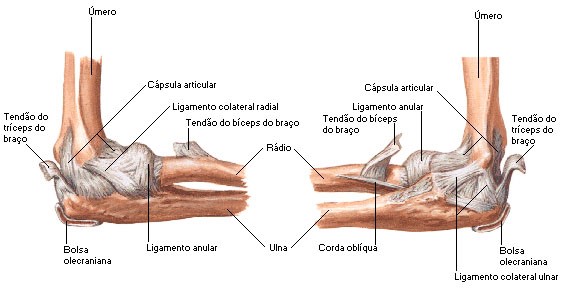 Úmero
Cápsula articular
Ligamento colateral radial
Tendão do bíceps do braço
Tendão do
tríceps do
braço
Rádio
Bolsa
olecraniana
Ligamento anular
Ulna
Úmero
Cápsula articular
Ligamento anular
Tendão do bíceps
do braço
Tendão do
tríceps do
braço
Corda oblíqua
Bolsa
olecraniana
Ligamento colateral ulnar